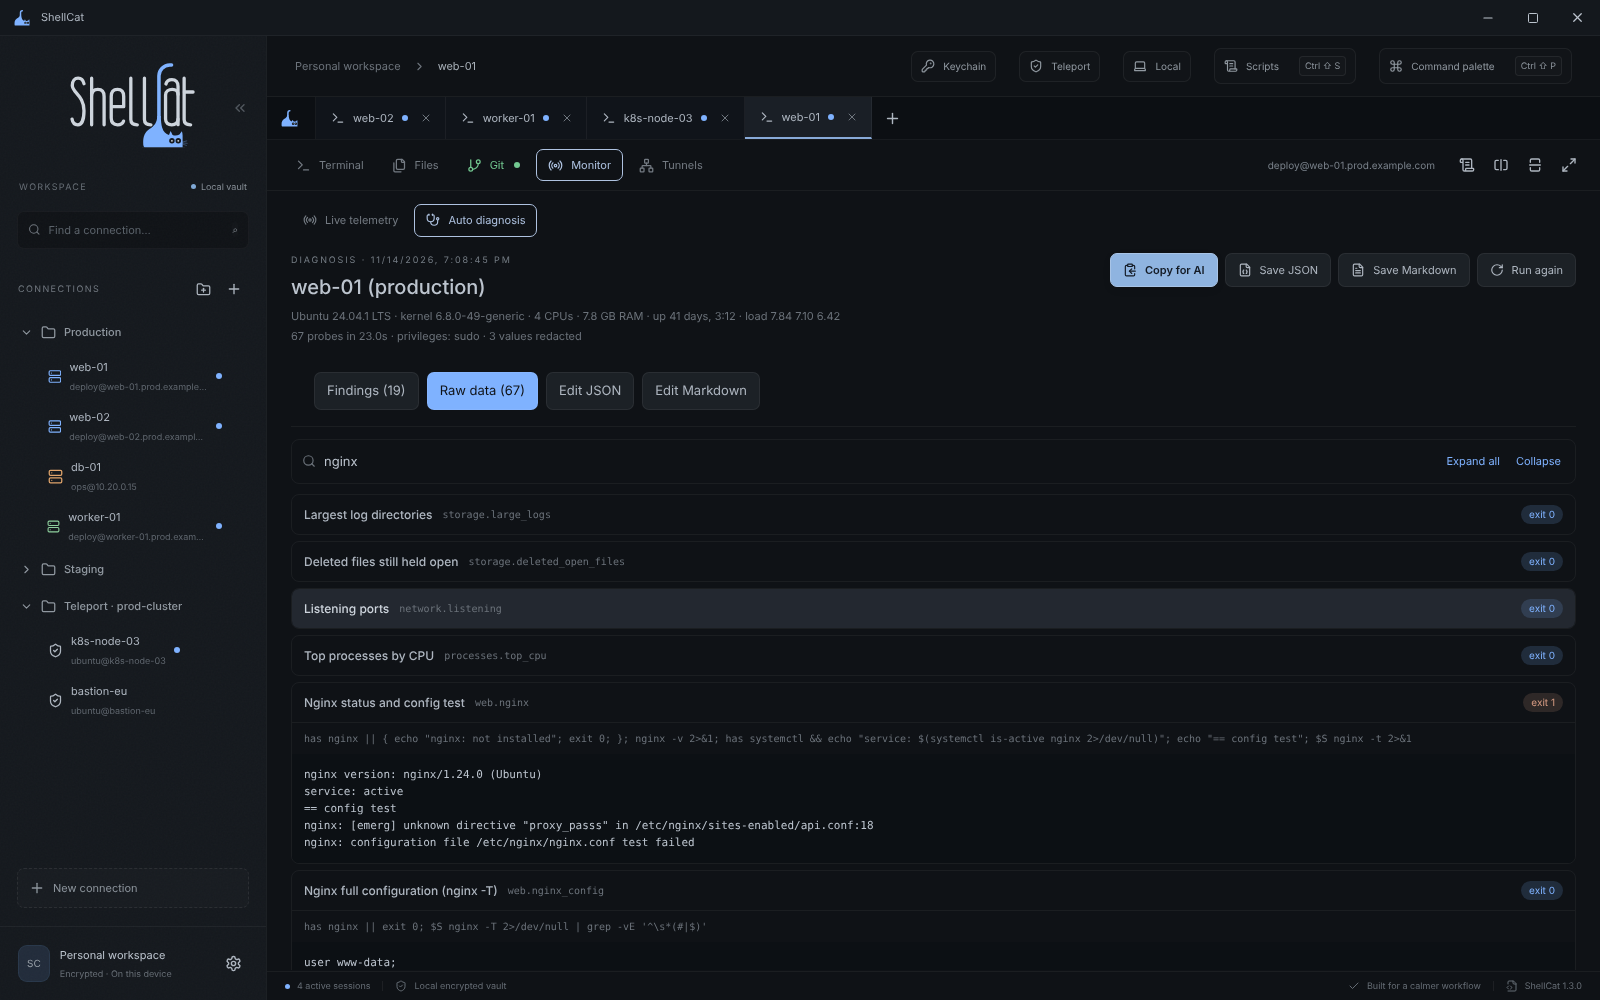 ShellCat
ShellCat
WORKSPACE
Local vault
Find a connection...
CONNECTIONS
Production
web-01
deploy@web-01.prod.example...
web-02
deploy@web-02.prod.exampl...
db-01
ops@10.20.0.15
worker-01
deploy@worker-01.prod.exam...
Staging
Teleport · prod-cluster
k8s-node-03
ubuntu@k8s-node-03
bastion-eu
ubuntu@bastion-eu
New connection
SC
Personal workspace
Encrypted · On this device
Personal workspace > web-01
Keychain
Teleport
Local
Scripts Ctrl ⇧ S
Command palette Ctrl ⇧ P
web-02
worker-01
k8s-node-03
web-01
Terminal
Files
Git
Monitor
Tunnels
deploy@web-01.prod.example.com
Live telemetry
Auto diagnosis
DIAGNOSIS · 11/14/2026, 7:08:45 PM
web-01 (production)
Ubuntu 24.04.1 LTS · kernel 6.8.0-49-generic · 4 CPUs · 7.8 GB RAM · up 41 days, 3:12 · load 7.84 7.10 6.42
67 probes in 23.0s · privileges: sudo · 3 values redacted
Copy for AI
Save JSON
Save Markdown
Run again
Findings (19)
Raw data (67)
Edit JSON
Edit Markdown
nginx
Expand all
Collapse
Largest log directories storage.large_logs exit 0
Deleted files still held open storage.deleted_open_files exit 0
Listening ports network.listening exit 0
Top processes by CPU processes.top_cpu exit 0
Nginx status and config test web.nginx exit 1
has nginx || { echo "nginx: not installed"; exit 0; }; nginx -v 2>&1; has systemctl && echo "service: $(systemctl is-active nginx 2>/dev/null)"; echo "== config test"; $S nginx -t 2>&1
nginx version: nginx/1.24.0 (Ubuntu)
service: active
== config test
nginx: [emerg] unknown directive "proxy_passs" in /etc/nginx/sites-enabled/api.conf:18
nginx: configuration file /etc/nginx/nginx.conf test failed
Nginx full configuration (nginx -T) web.nginx_config exit 0
has nginx || exit 0; $S nginx -T 2>/dev/null | grep -vE '^\s*(#|$)'
user www-data;
4 active sessions
Local encrypted vault
Built for a calmer workflow
ShellCat 1.3.0